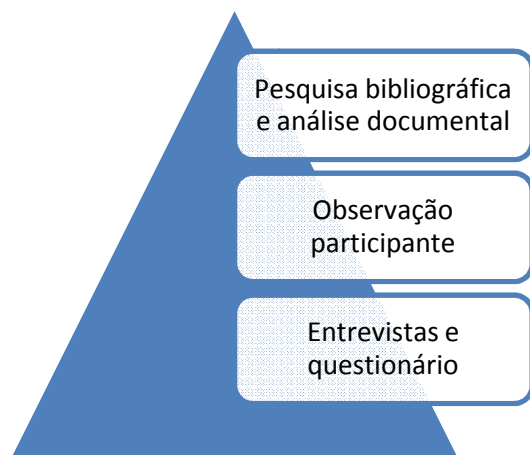 Pesquisa bibliográfica
e análise documental
Observação
participante
Entrevistas e
questionário